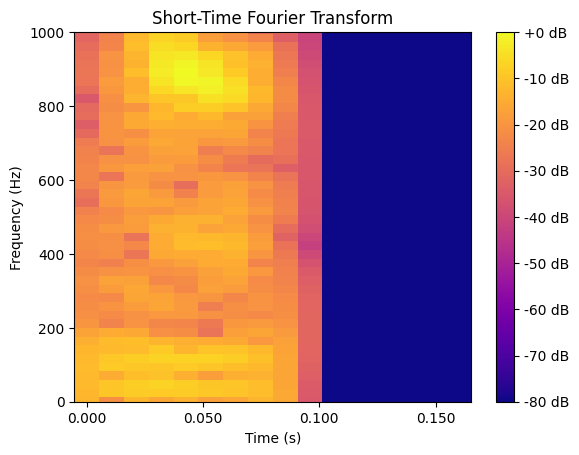 Short-Time Fourier Transform
1000
800
600
400
200
0
Frequency (Hz)
0.000
0.050
0.100
0.150
Time (s)
+0 dB
-10 dB
-20 dB
-30 dB
-40 dB
-50 dB
-60 dB
-70 dB
-80 dB